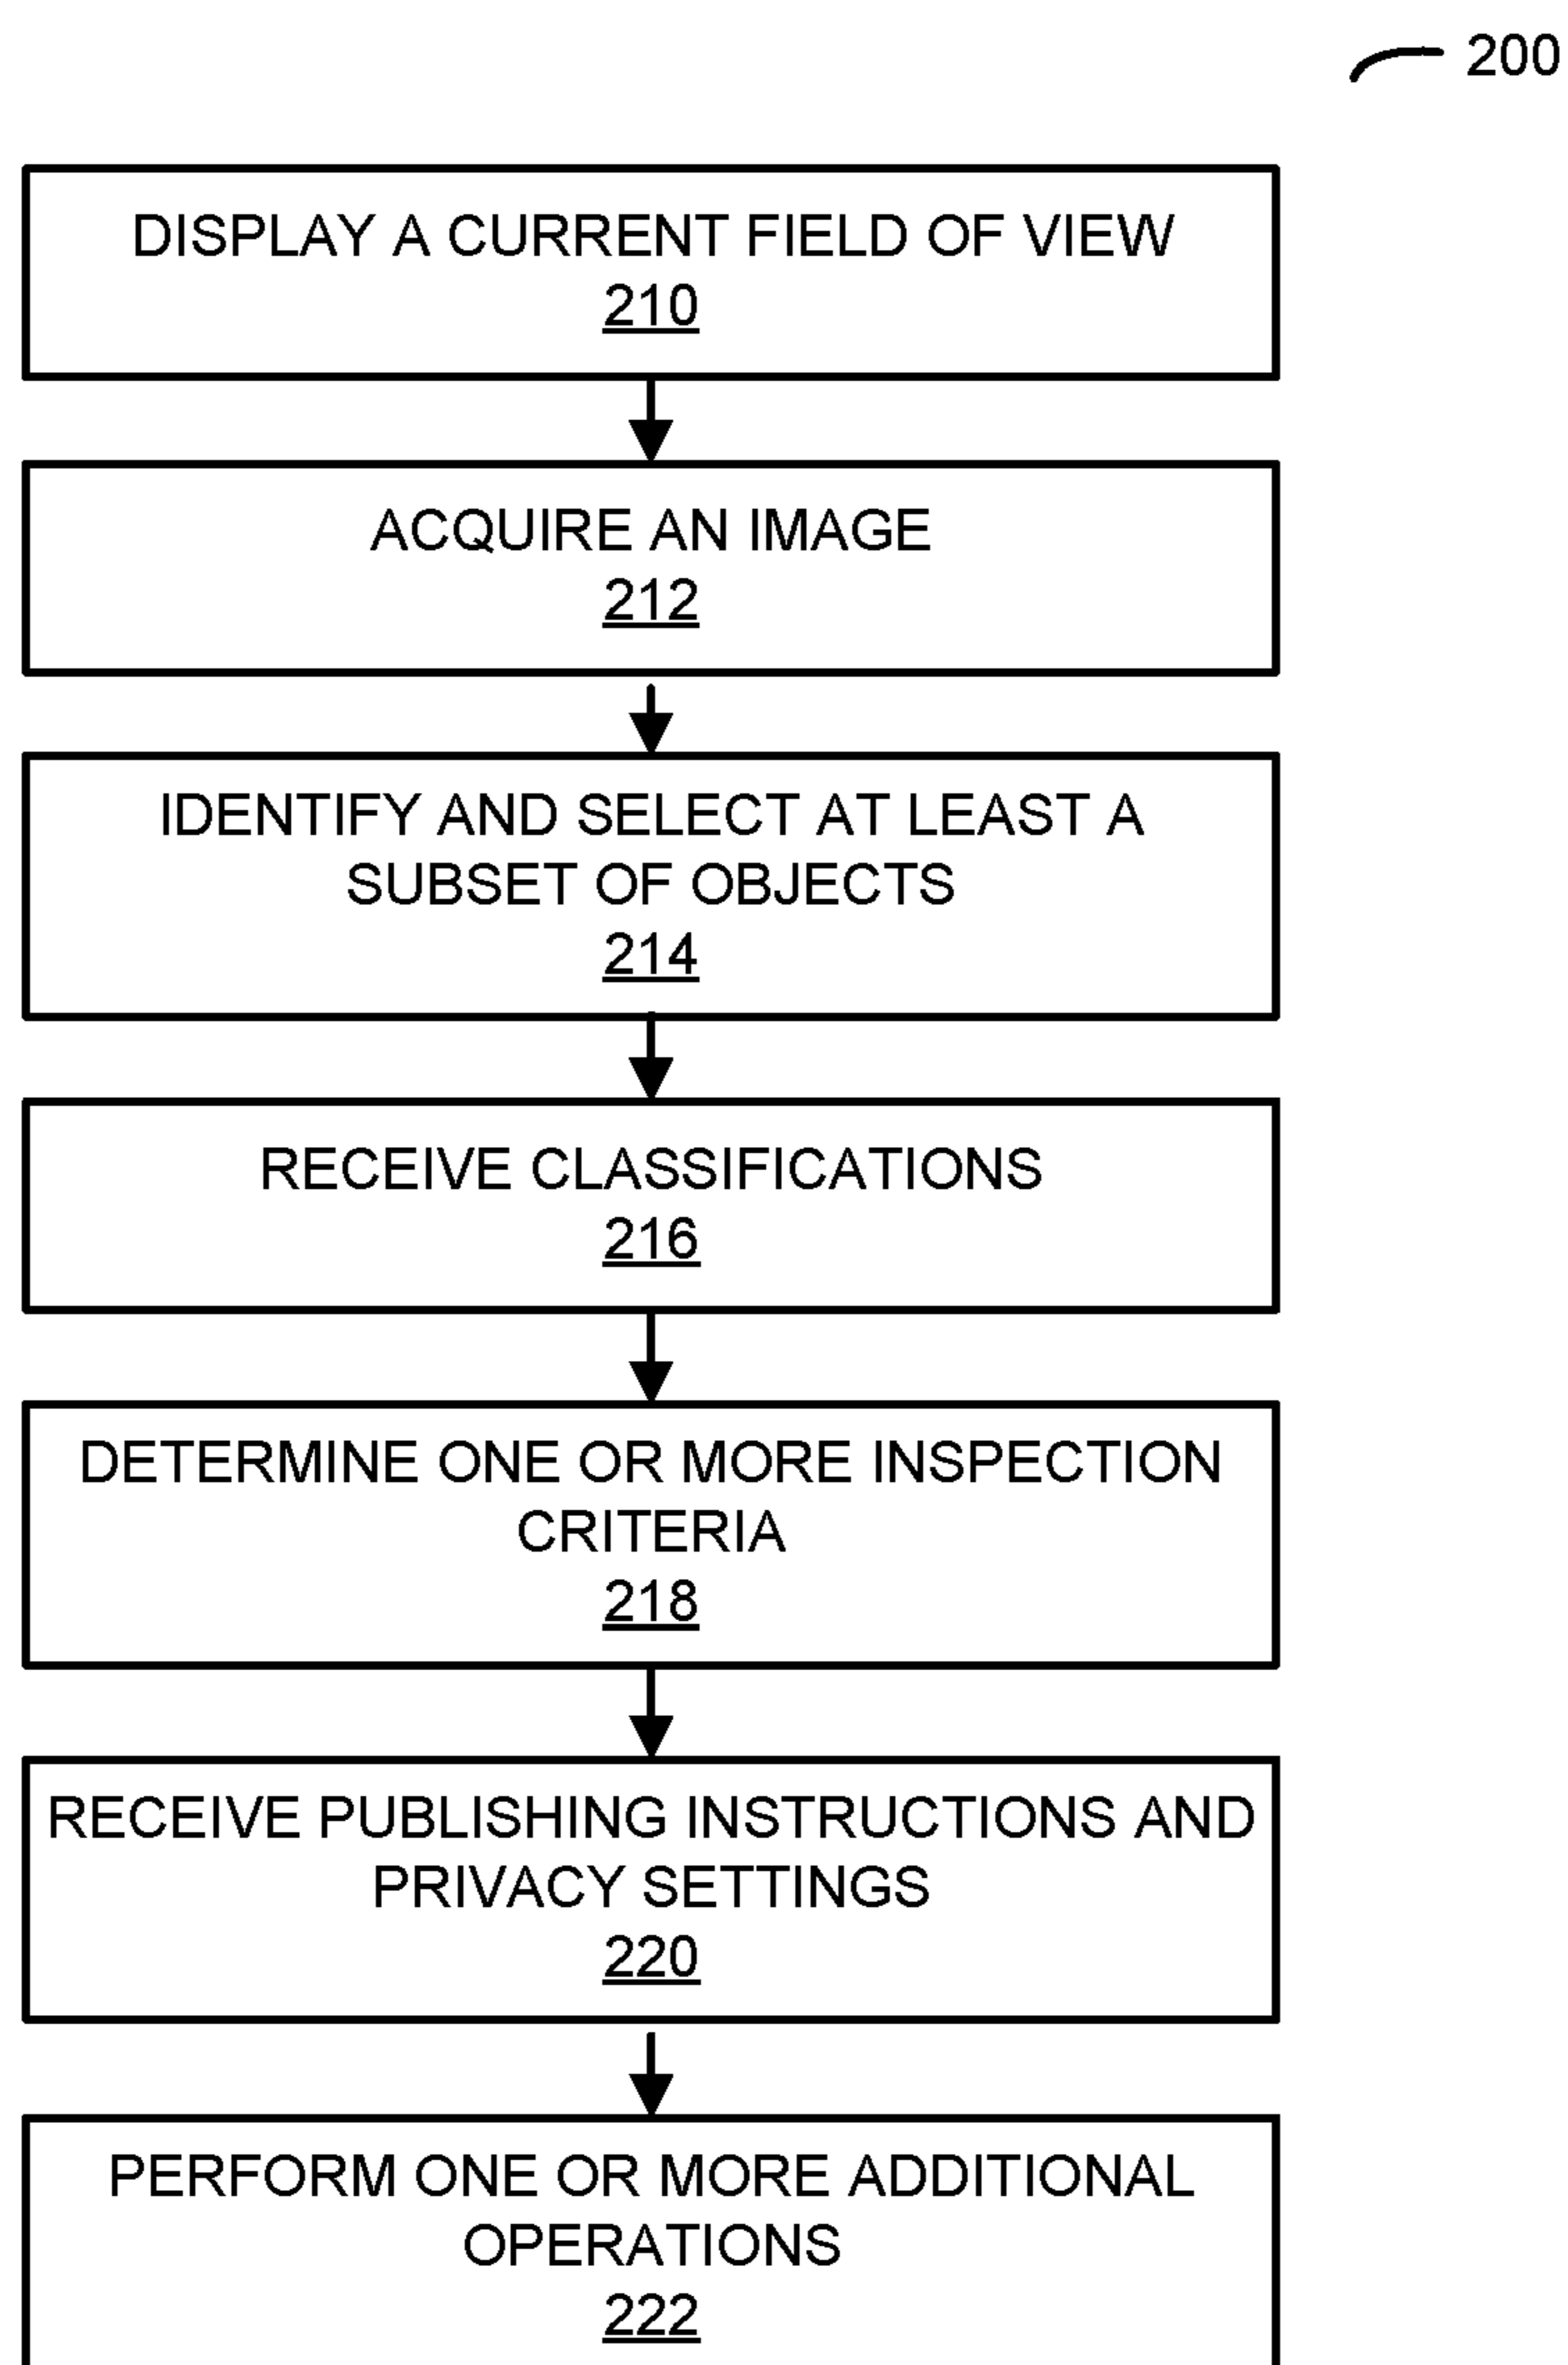 200
DISPLAY A CURRENT FIELD OF VIEW
210
ACQUIRE AN IMAGE
212
IDENTIFY AND SELECT AT LEAST A
SUBSET OF OBJECTS
214
RECEIVE CLASSIFICATIONS
216
DETERMINE ONE OR MORE INSPECTION
CRITERIA
218
RECEIVE PUBLISHING INSTRUCTIONS AND
PRIVACY SETTINGS
220
PERFORM ONE OR MORE ADDITIONAL
OPERATIONS
222